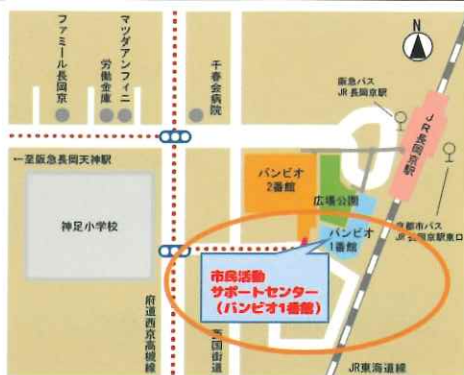 N
ファミール長岡京
労働金庫
マツダアンフィニ
千春会病院
阪急バス
JR長岡京駅
JR長岡京駅
←至阪急長岡天神駅
バンビオ
2番館
広場公園
神足小学校
バンビオ
1番館
京都市バス
JR長岡京駅東口
市民活動
サポートセンター
(バンビオ1番館)
府道西京高槻線
国街道
JR東海道線